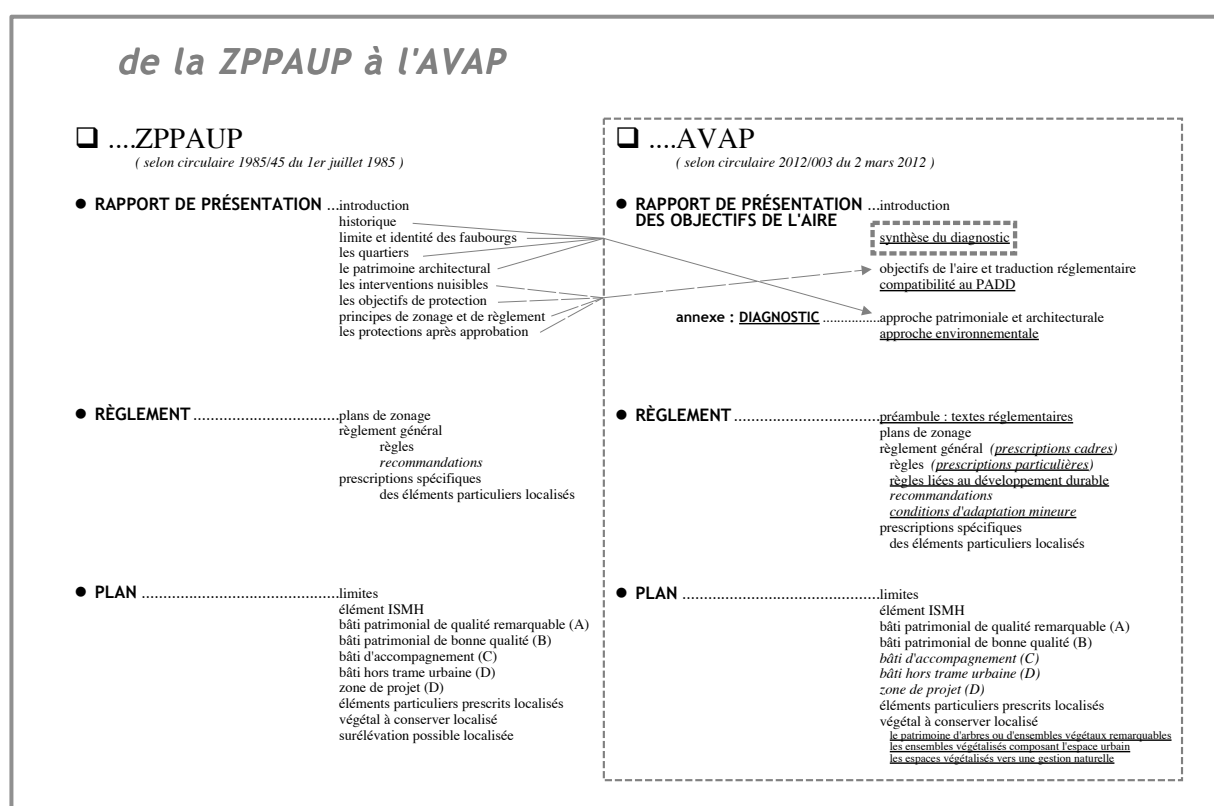 de la ZPPAUP à l'AVAP
❑ ....ZPPAUP
( selon circulaire 1985/45 du 1er juillet 1985 )
● RAPPORT DE PRÉSENTATION ...introduction
historique
limite et identité des faubourgs
les quartiers
le patrimoine architectural
les interventions nuisibles
les objectifs de protection
principes de zonage et de règlement
les protections après approbation
● RÈGLEMENT .................................plans de zonage
règlement général
règles
recommandations
prescriptions spécifiques
des éléments particuliers localisés
● PLAN .............................................limites
élément ISMH
bâti patrimonial de qualité remarquable (A)
bâti patrimonial de bonne qualité (B)
bâti d'accompagnement (C)
bâti hors trame urbaine (D)
zone de projet (D)
éléments particuliers prescrits localisés
végétal à conserver localisé
surélévation possible localisée
❑ ....AVAP
( selon circulaire 2012/003 du 2 mars 2012 )
● RAPPORT DE PRÉSENTATION ...introduction
DES OBJECTIFS DE L'AIRE
synthèse du diagnostic
objectifs de l'aire et traduction réglementaire
compatibilité au PADD
annexe : DIAGNOSTIC ................approche patrimoniale et architecturale
approche environnementale
● RÈGLEMENT .................................préambule : textes réglementaires
plans de zonage
règlement général (prescriptions cadres)
règles (prescriptions particulières)
règles liées au développement durable
recommandations
conditions d'adaptation mineure
prescriptions spécifiques
des éléments particuliers localisés
● PLAN .............................................limites
élément ISMH
bâti patrimonial de qualité remarquable (A)
bâti patrimonial de bonne qualité (B)
bâti d'accompagnement (C)
bâti hors trame urbaine (D)
zone de projet (D)
éléments particuliers prescrits localisés
végétal à conserver localisé
le patrimoine d'arbres ou d'ensembles végétaux remarquables
les ensembles végétalisés composant l'espace urbain
les espaces végétalisés vers une gestion naturelle